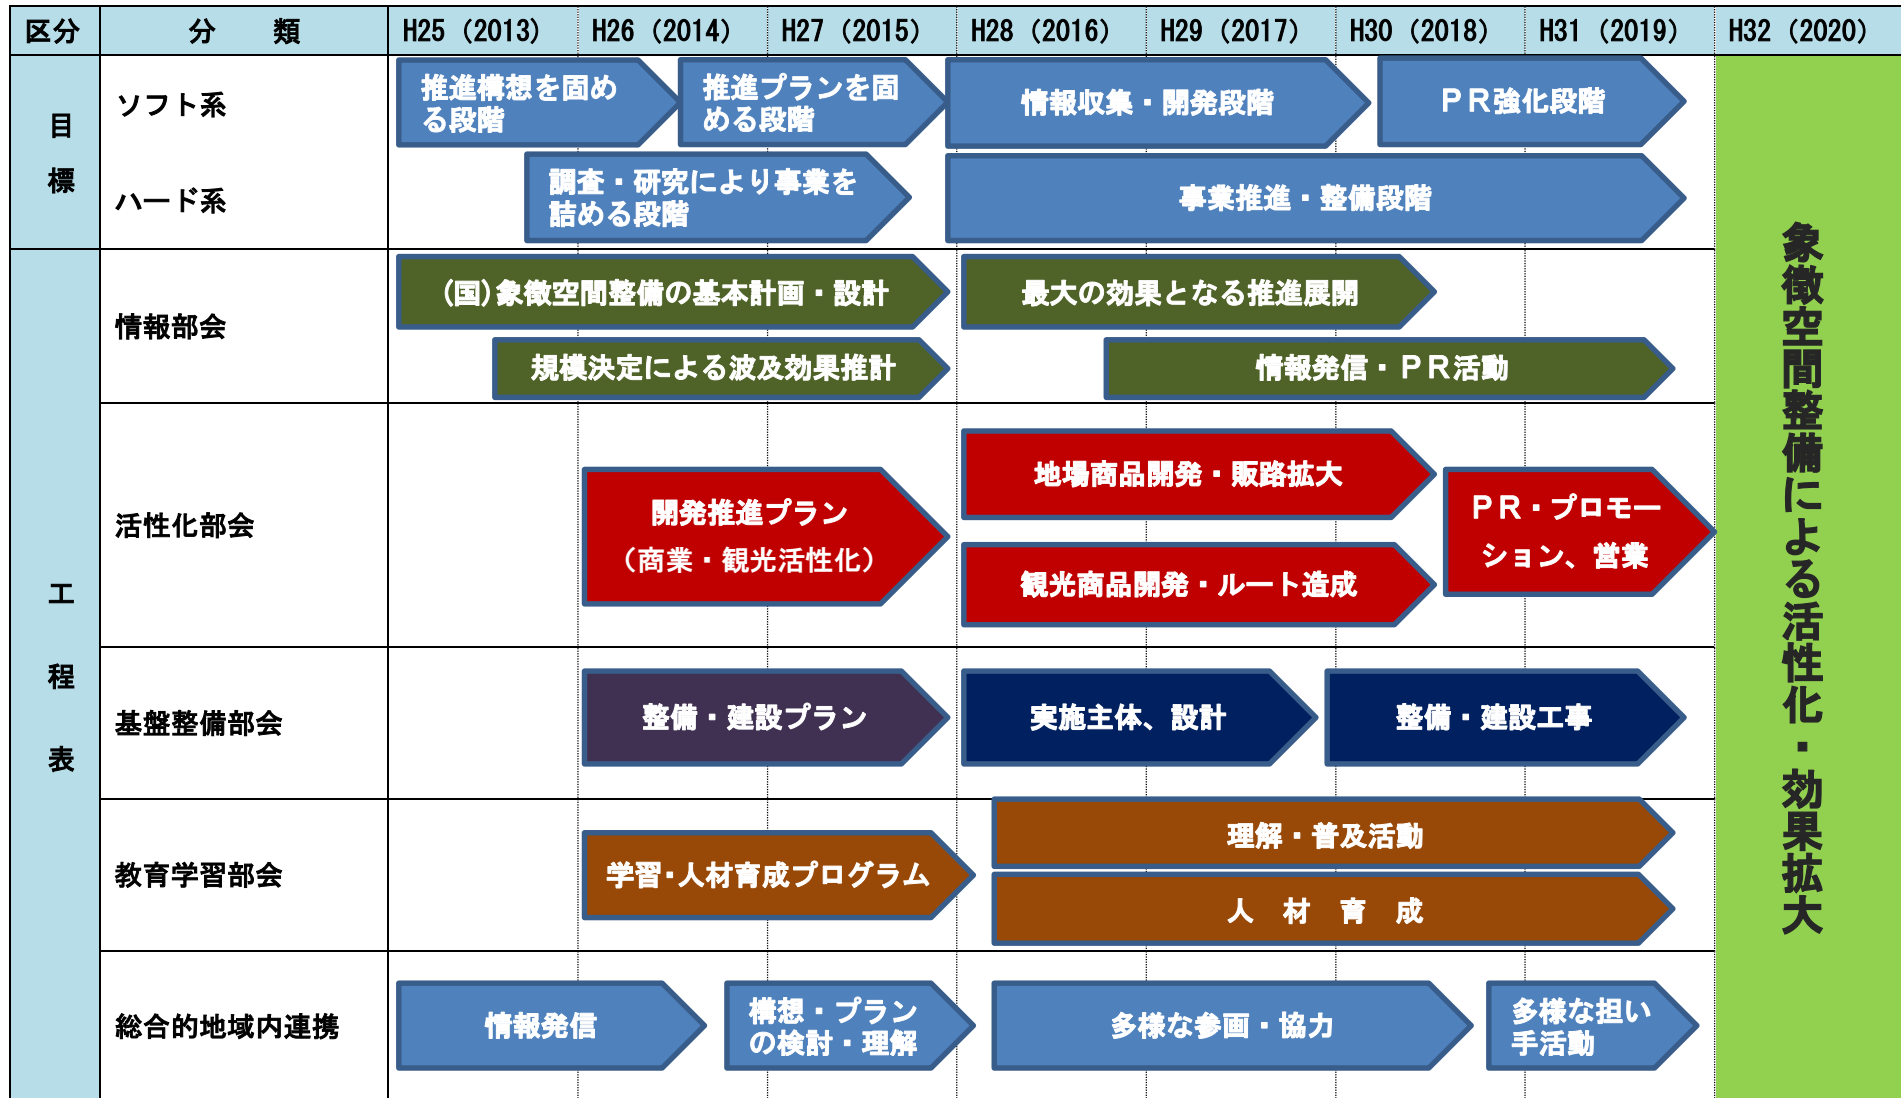 区分
分　　類
H25（2013）
H26（2014）
H27（2015）
H28（2016）
H29（2017）
H30（2018）
H31（2019）
H32（2020）
目
標
ソフト系
推進構想を固め
る段階
推進プランを固
める段階
情報収集・開発段階
ＰＲ強化段階
ハード系
調査・研究により事業を
詰める段階
事業推進・整備段階
工
程
表
情報部会
(国)象徴空間整備の基本計画・設計
最大の効果となる推進展開
規模決定による波及効果推計
情報発信・ＰＲ活動
活性化部会
開発推進プラン
（商業・観光活性化）
地場商品開発・販路拡大
観光商品開発・ルート造成
ＰＲ・プロモー
ション、営業
基盤整備部会
整備・建設プラン
実施主体、設計
整備・建設工事
教育学習部会
学習・人材育成プログラム
理解・普及活動
人　材　育　成
総合的地域内連携
情報発信
構想・プラン
の検討・理解
多様な参画・協力
多様な担い
手活動
象徴空間整備による活性化・効果拡大